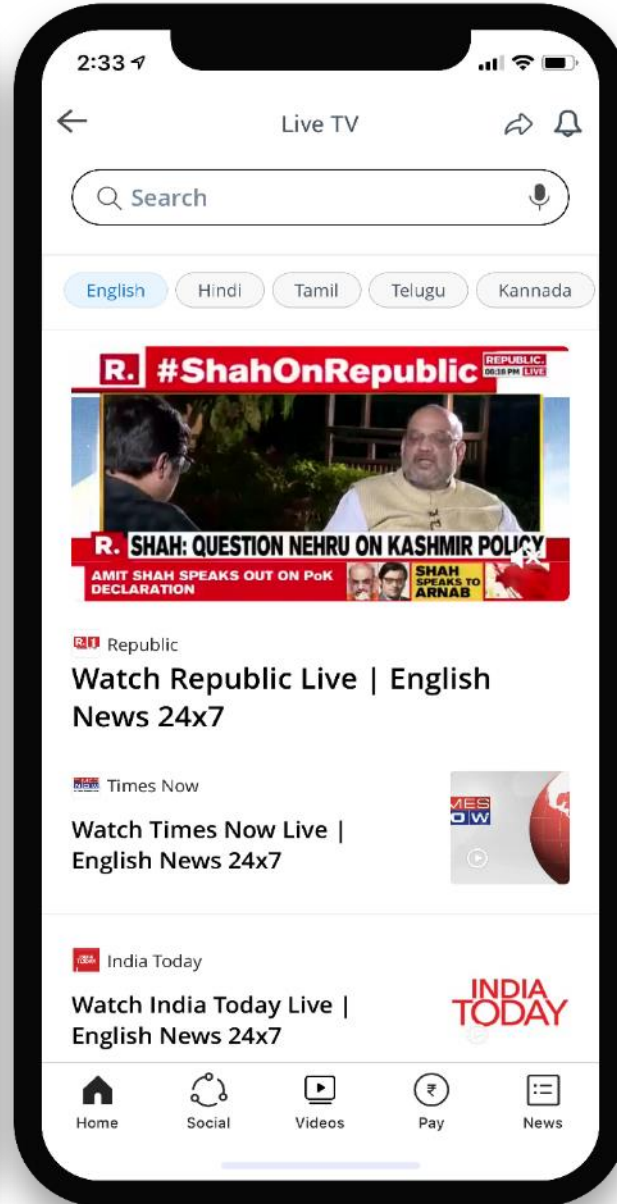 2:33
Live TV
Search
English Hindi Tamil Telugu Kannada
R. #ShahOnRepublic REPUBLIC.
LIVE
R. SHAH: QUESTION NEHRU ON KASHMIR POLICY
AMIT SHAH SPEAKS OUT ON PoK
DECLARATION
SHAH
SPEAKS TO
ARNAB
Republic
Watch Republic Live | English
News 24x7
Times Now
Watch Times Now Live |
English News 24x7
MES
OW
India Today
Watch India Today Live |
English News 24x7
INDIA
TODAY
₹
Home Social Videos Pay News